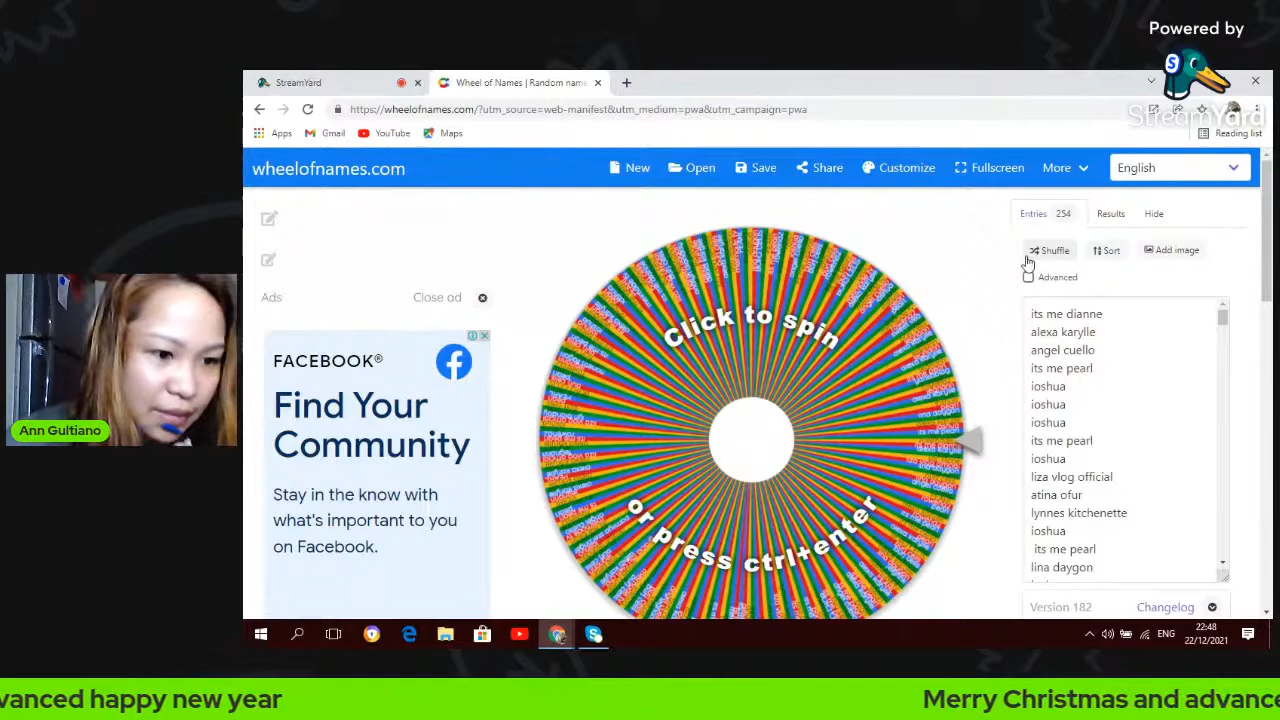 Powered by
StreamYard
StreamYard
Wheel of Names | Random name
https://wheelofnames.com/?utm_source=web-manifest&utm_medium=pwa&utm_campaign=pwa
Apps
Gmail
YouTube
Maps
Reading list
wheelofnames.com
New
Open
Save
Share
Customize
Fullscreen
More
English
Entries 254
Results
Hide
Shuffle
Sort
Add image
Advanced
Ads
Close ad
FACEBOOK®
Find Your
Community
Stay in the know with
what's important to you
on Facebook.
Click to spin
or press ctrl+enter
its me dianne
alexa karylle
angel cuello
its me pearl
ioshua
ioshua
ioshua
its me pearl
ioshua
liza vlog official
atina ofur
lynnes kitchenette
ioshua
its me pearl
lina daygon
Version 182
Changelog
Ann Gultiano
ENG
22:48
22/12/2021
vanced happy new year
Merry Christmas and advance